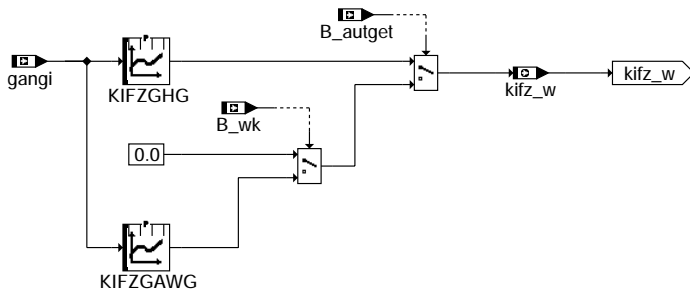 B_autget
gangi
P
KIFZGHG
kifz_w
kifz_w
B_wk
0.0
P
KIFZGAWG